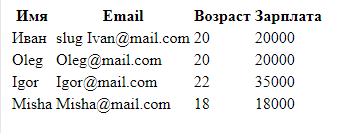 Имя Email Возраст Зарплата
Иван slug Ivan@mail.com 20 20000
Oleg Oleg@mail.com 20 20000
Igor Igor@mail.com 22 35000
Misha Misha@mail.com 18 18000